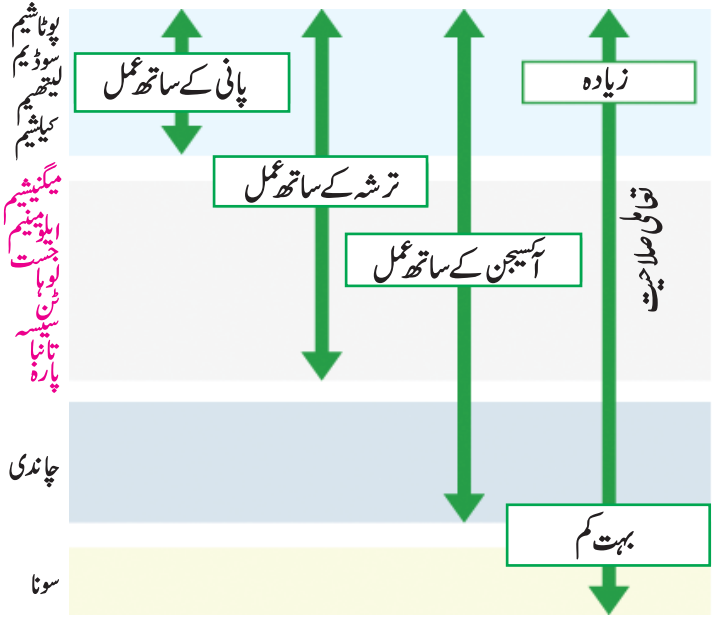 پوٹاشیم
سوڈیم
لیتھیم
کیلشیم
میگنیشیم
ایلومینیم
جست
لوہا
ٹن
سیسہ
تانبا
پارہ
چاندی
سونا
پانی کے ساتھ عمل
ترشہ کے ساتھ عمل
آکسیجن کے ساتھ عمل
زیادہ
تعاملی صلاحیت
بہت کم